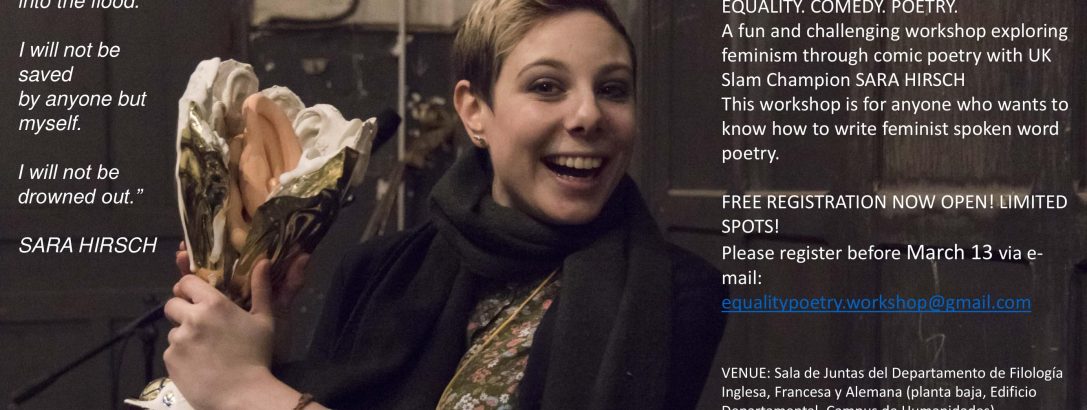 into the flood.
I will not be
saved
by anyone but
myself.
I will not be
drowned out.”
SARA HIRSCH
EQUALITY. COMEDY. POETRY.
A fun and challenging workshop exploring
feminism through comic poetry with UK
Slam Champion SARA HIRSCH
This workshop is for anyone who wants to
know how to write feminist spoken word
poetry.
FREE REGISTRATION NOW OPEN! LIMITED
SPOTS!
Please register before March 13 via e-
mail:
equalitypoetry.workshop@gmail.com
VENUE: Sala de Juntas del Departamento de Filología
Inglesa, Francesa y Alemana (planta baja, Edificio
Departamental, Campus de Humanidades)